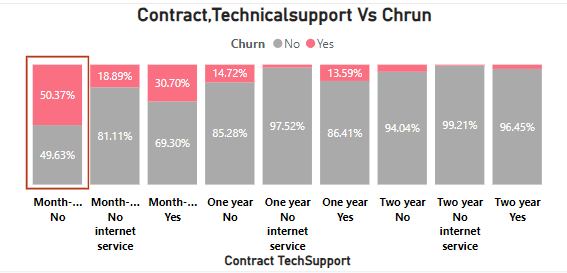 Contract,Technicalsupport Vs Chrun
Churn No Yes
50.37% 18.89% 30.70% 14.72% 13.59%
49.63% 81.11% 69.30% 85.28% 97.52% 86.41% 94.04% 99.21% 96.45%
Month-... Month-... Month-... One year One year One year Two year Two year Two year
No No Yes No No Yes No No Yes
internet internet internet
service service service
Contract TechSupport